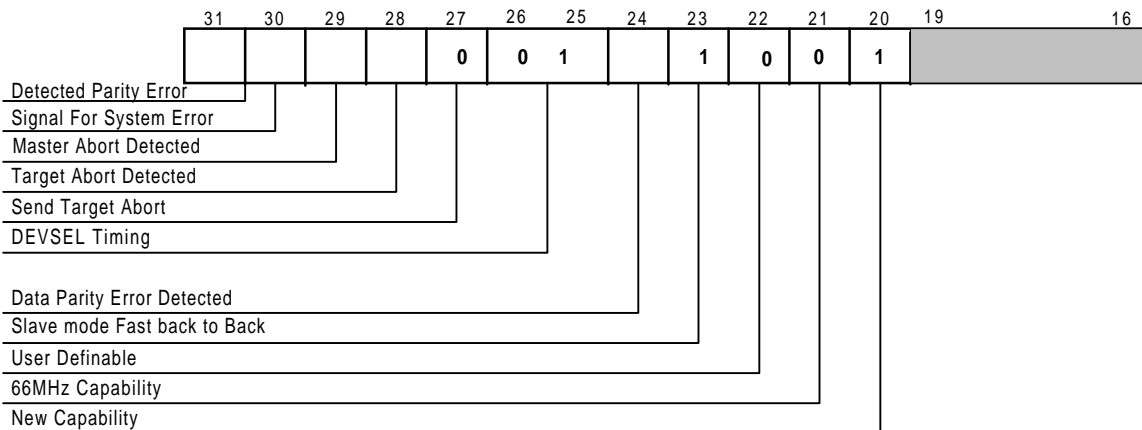 31 30 29 28 27 26 25 24 23 22 21 20 19 16
0 0 1 1 0 0 1
Detected Parity Error
Signal For System Error
Master Abort Detected
Target Abort Detected
Send Target Abort
DEVSEL Timing
Data Parity Error Detected
Slave mode Fast back to Back
User Definable
66MHz Capability
New Capability